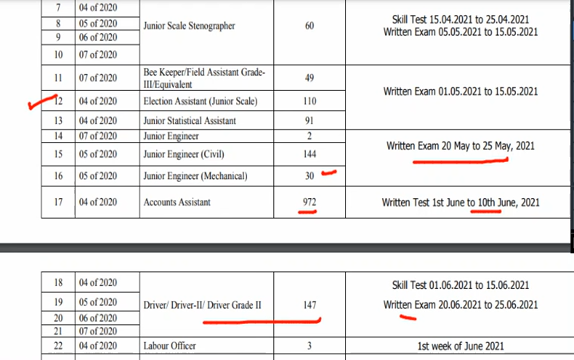 7 04 of 2020
8 05 of 2020 Junior Scale Stenographer 60 Skill Test 15.04.2021 to 25.04.2021
9 06 of 2020 Written Exam 05.05.2021 to 15.05.2021
10 07 of 2020
11 07 of 2020 Bee Keeper/Field Assistant Grade-
III/Equivalent 49
12 04 of 2020 Election Assistant (Junior Scale) 110 Written Exam 01.05.2021 to 15.05.2021
13 04 of 2020 Junior Statistical Assistant 91
14 07 of 2020 Junior Engineer 2
15 05 of 2020 Junior Engineer (Civil) 144 Written Exam 20 May to 25 May, 2021
16 05 of 2020 Junior Engineer (Mechanical) 30
17 04 of 2020 Accounts Assistant 972 Written Test 1st June to 10th June, 2021
18 04 of 2020 Skill Test 01.06.2021 to 15.06.2021
19 05 of 2020 Driver/ Driver-II/ Driver Grade II 147 Written Exam 20.06.2021 to 25.06.2021
20 06 of 2020
21 07 of 2020
22 04 of 2020 Labour Officer 3 1st week of June 2021